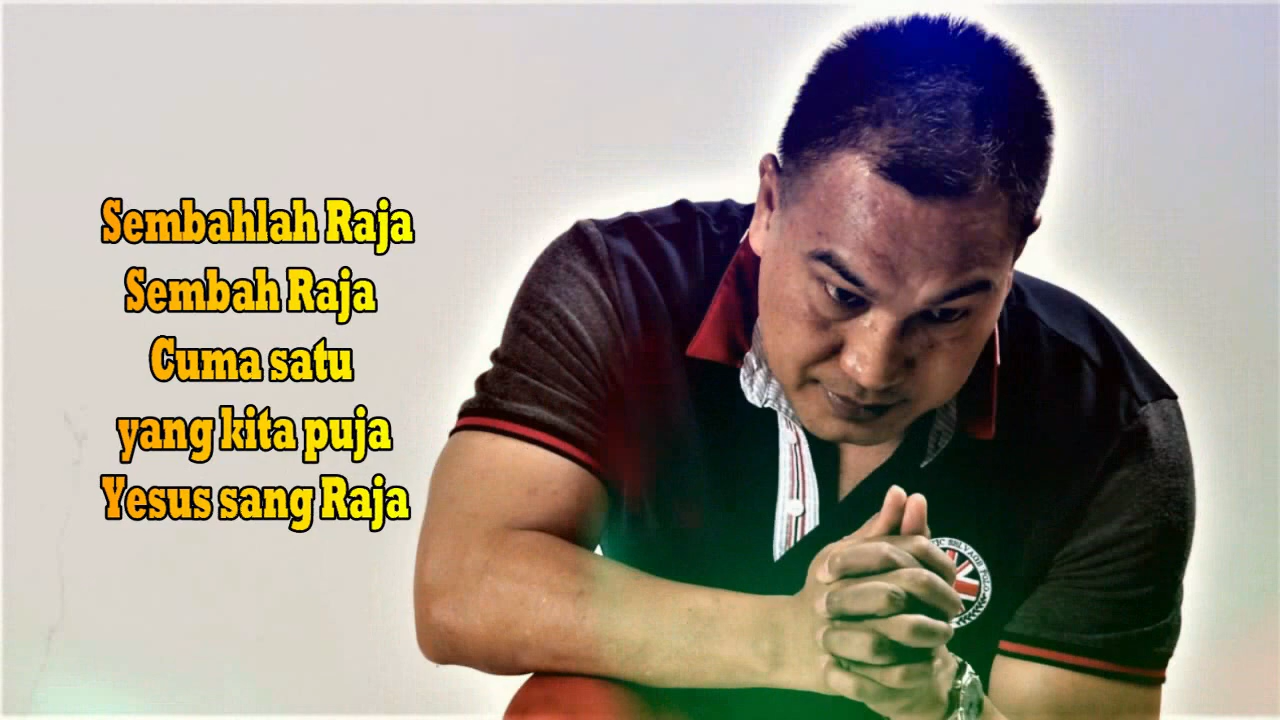 Sembahlah Raja
Sembah Raja
Cuma satu
yang kita puja
Yesus sang Raja